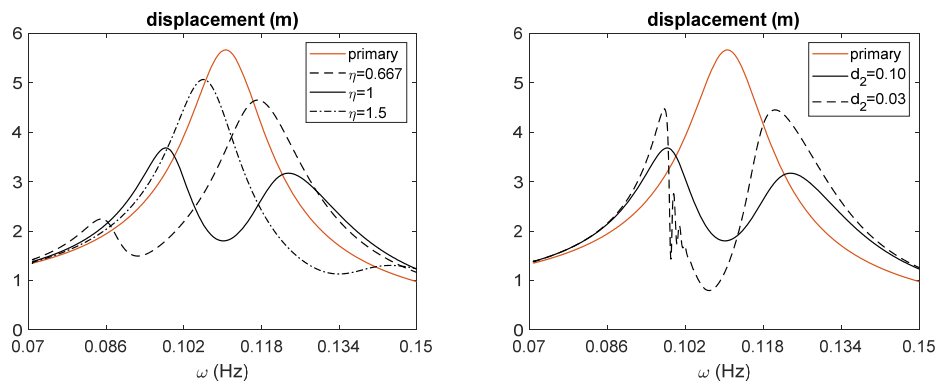 displacement (m)
6
5
4
3
2
1
0
primary
η=0.667
η=1
η=1.5
0.07 0.086 0.102 0.118 0.134 0.15
ω (Hz)
displacement (m)
6
5
4
3
2
1
0
primary
d₂=0.10
d₂=0.03
0.07 0.086 0.102 0.118 0.134 0.15
ω (Hz)